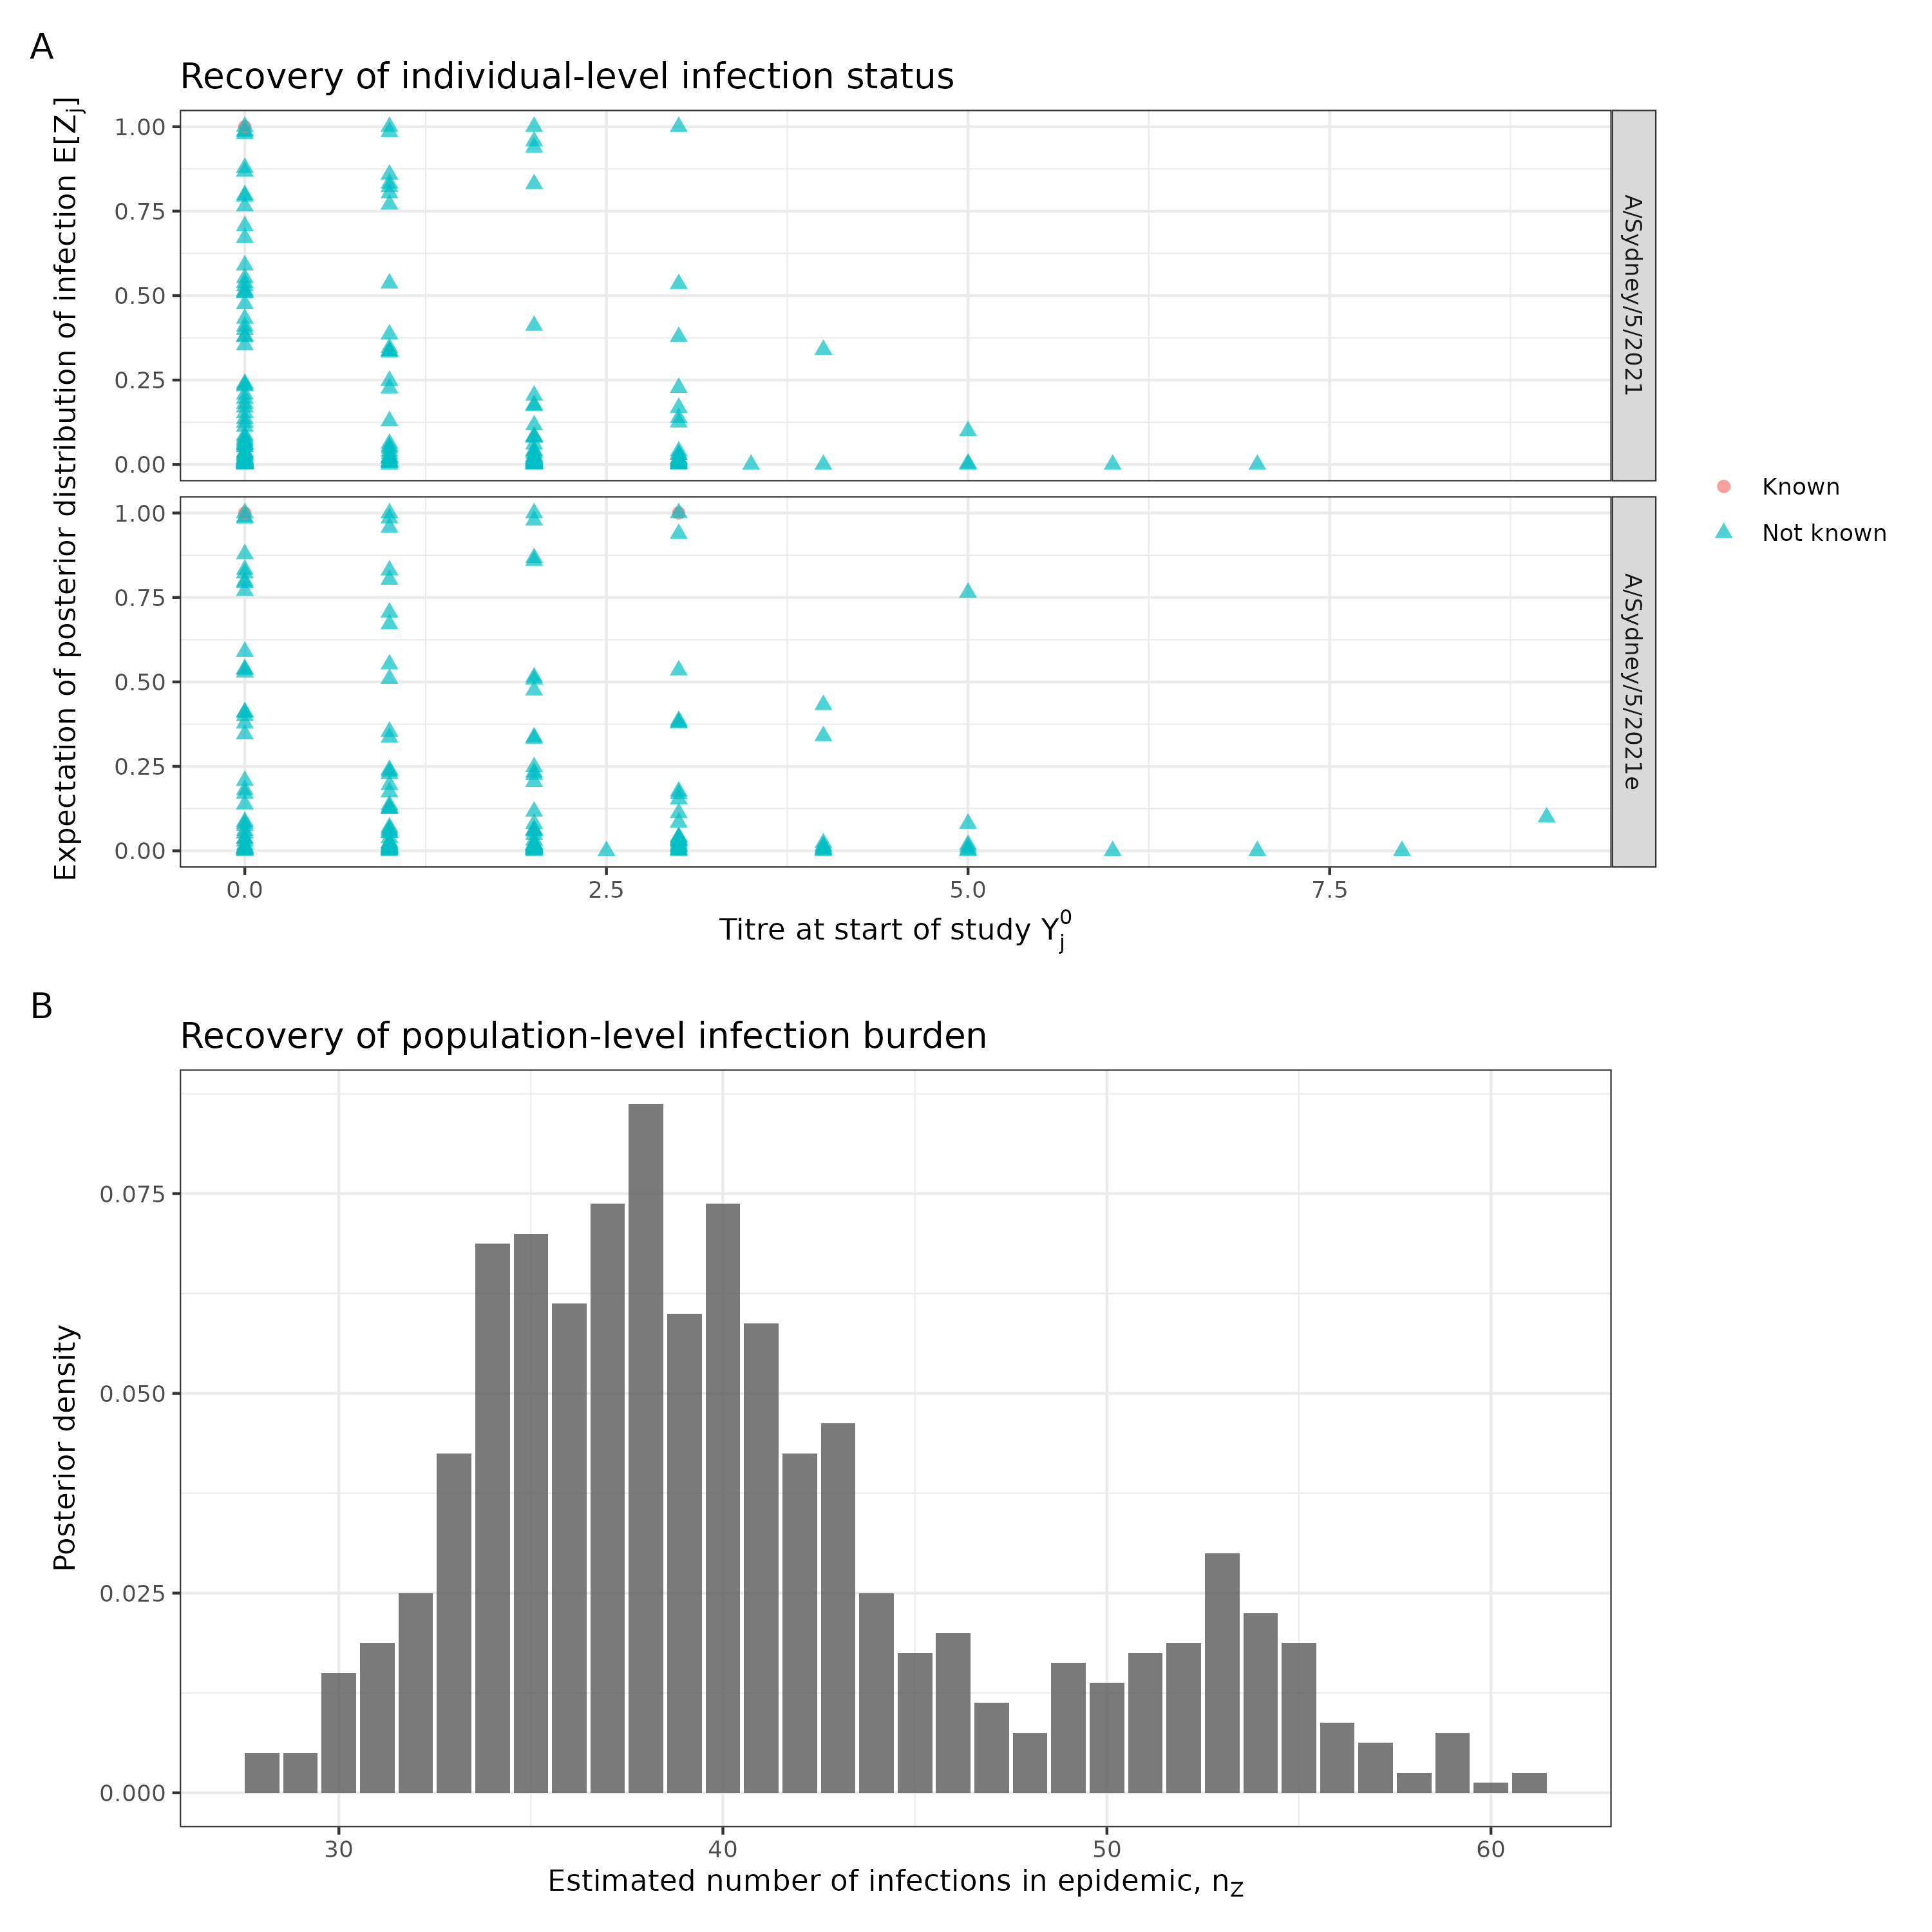 A
Recovery of individual-level infection status
Expectation of posterior distribution of infection E[Zj]
1.00
0.75
0.50
0.25
0.00
A/Sydney/5/2021
1.00
0.75
0.50
0.25
0.00
A/Sydney/5/2021e
0.0 2.5 5.0 7.5
Titre at start of study Y⁰j
Known
Not known
B
Recovery of population-level infection burden
Posterior density
0.075
0.050
0.025
0.000
30 40 50 60
Estimated number of infections in epidemic, nZ